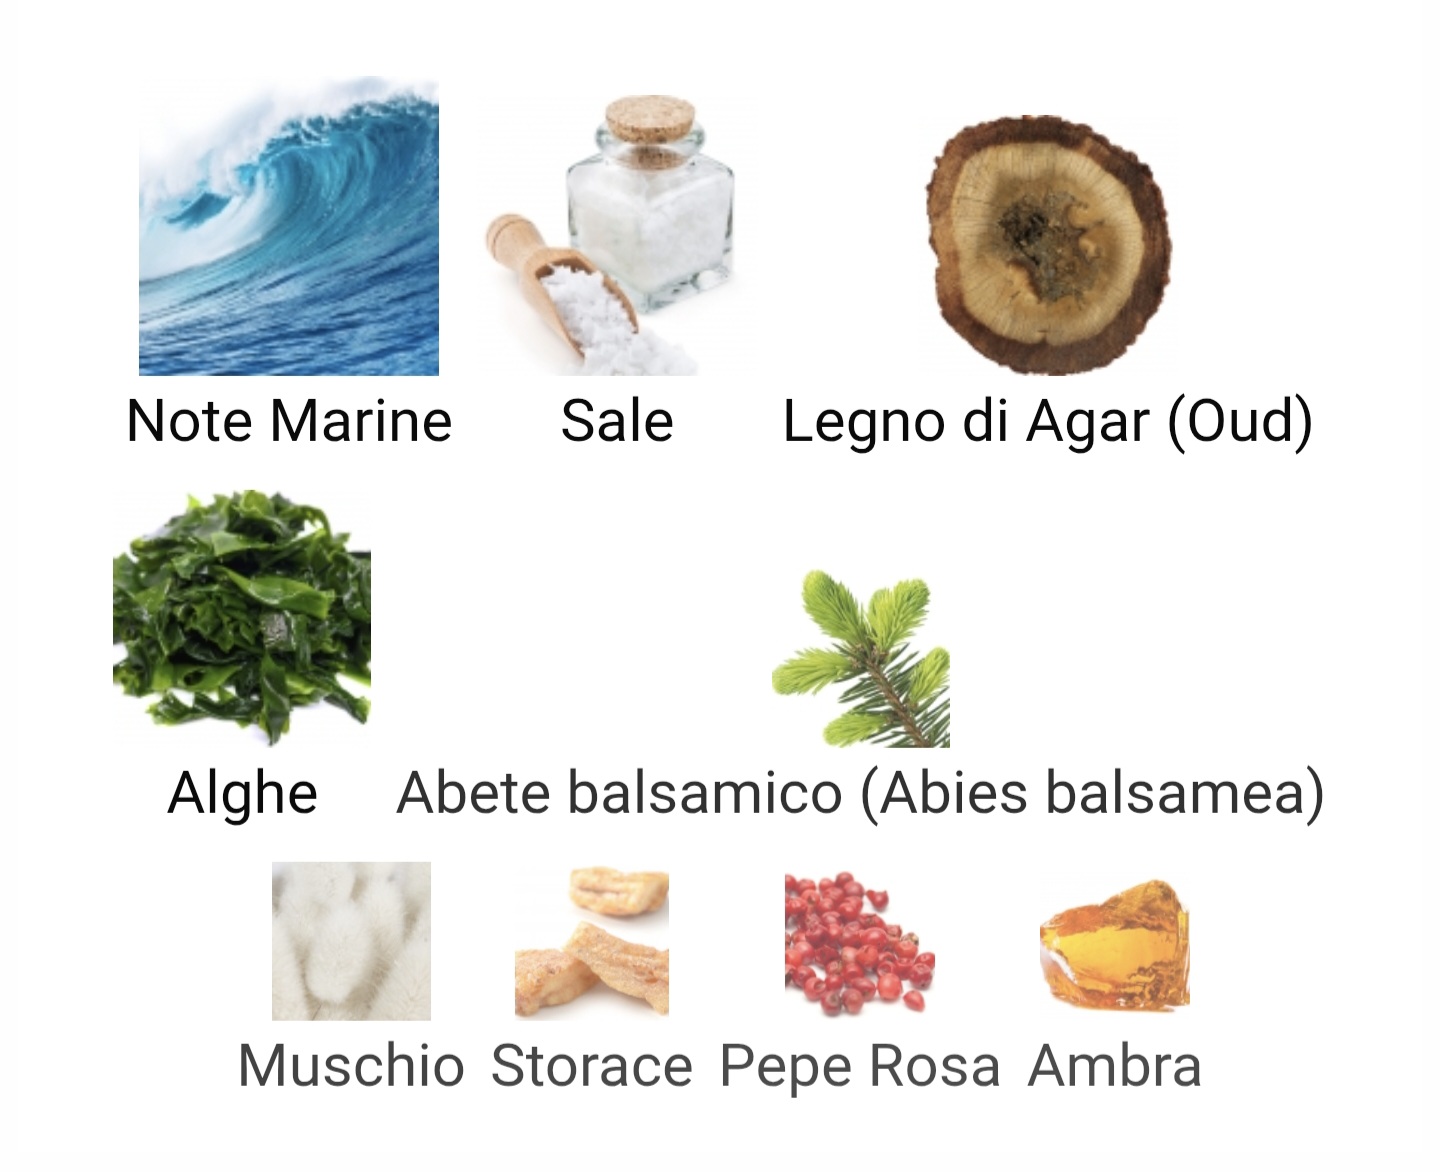 Note Marine Sale Legno di Agar (Oud)
Alghe Abete balsamico (Abies balsamea)
Muschio Storace Pepe Rosa Ambra